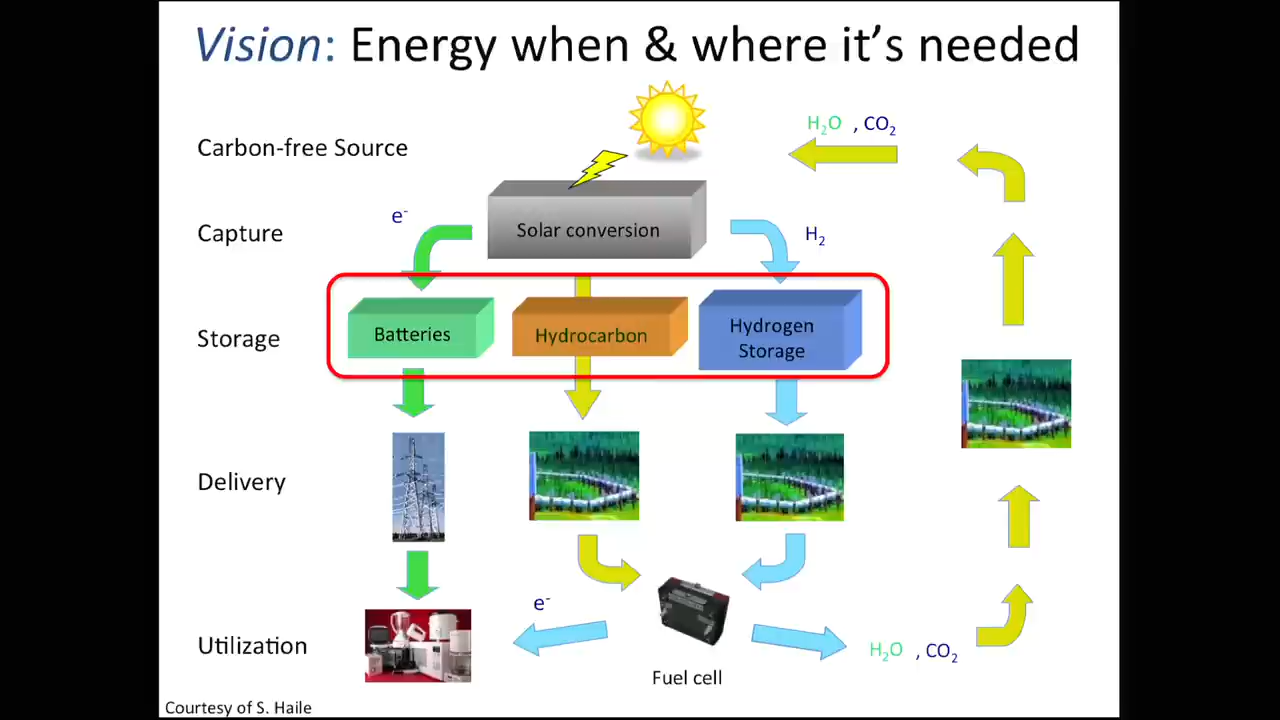 Vision: Energy when & where it's needed
H₂O , CO₂
Carbon-free Source
e⁻
Solar conversion
Capture
H₂
Batteries
Hydrocarbon
Hydrogen
Storage
Storage
Delivery
e⁻
Utilization
H₂O , CO₂
Fuel cell
Courtesy of S. Haile